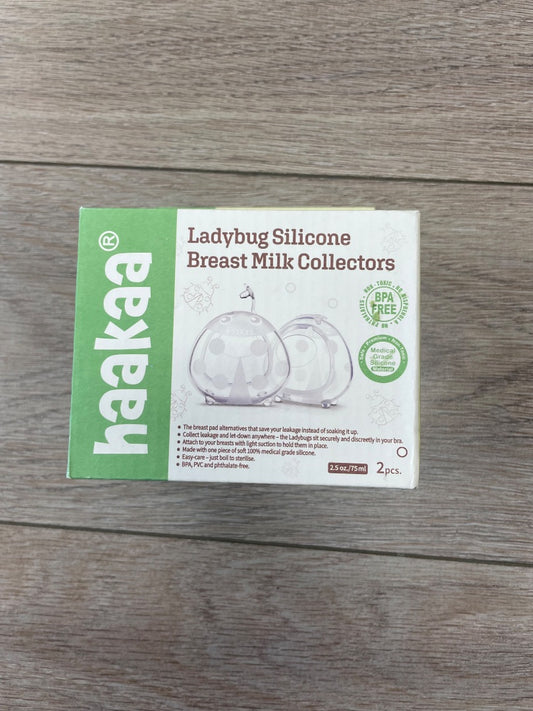 haakaa®
Ladybug Silicone
Breast Milk Collectors
NON - TOXIC
BPA
FREE
Medical
Grade
Silicone
Material
• The breast pad alternatives that save your leakage instead of soaking it up.
• Collect leakage and let-down anywhere – the Ladybugs sit securely and discreetly in your bra.
• Attach to your breasts with light suction to hold them in place.
• Made with one piece of soft 100% medical grade silicone.
• Easy-care – just boil to sterilise.
• BPA, PVC and phthalate-free.
2.5 oz./75ml
2pcs.